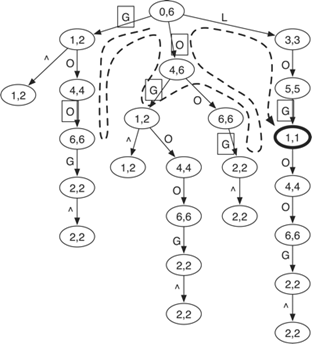 0,6
G O L
1,2 4,6 3,3
^ O G O O
1,2 4,4 1,2 6,6 5,5
O ^ O G G
6,6 1,2 4,4 2,2 1,1
G O ^ O
2,2 6,6 2,2 4,4
^ G O
2,2 2,2 6,6
^ G
2,2 2,2
^
2,2